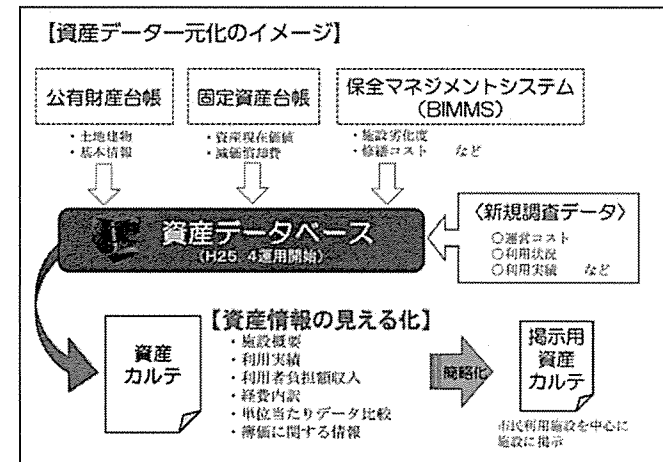 【資産データ一元化のイメージ】
公有財産台帳
・土地建物
・基本情報
固定資産台帳
・資産現在価値
・減価償却費
保全マネジメントシステム
(BIMMS)
・施設劣化度
・修繕コスト など
〈新規調査データ〉
○運営コスト
○利用状況
○利用実績 など
資産データベース
(H25.4運用開始)
【資産情報の見える化】
資産
カルテ
・施設概要
・利用実績
・利用者負担額収入
・経費内訳
・単位当たりデータ比較
・簿価に関する情報
簡略化
掲示用
資産
カルテ
市民利用施設を中心に
施設に掲示